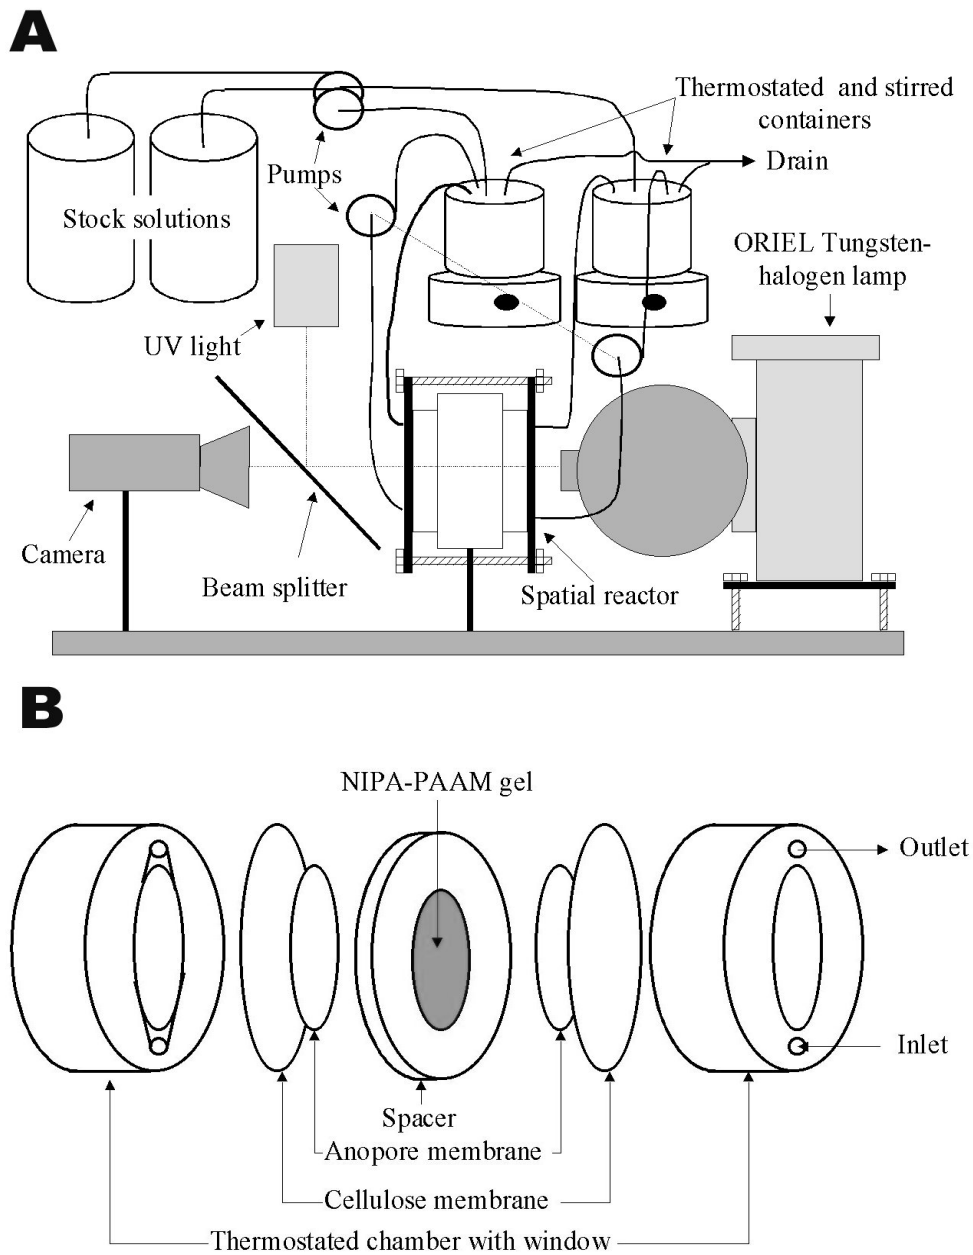 A
Thermostated and stirred
containers
Drain
Pumps
Stock solutions
ORIEL Tungsten-
halogen lamp
UV light
Camera
Beam splitter
Spatial reactor
B
NIPA-PAAM gel
Outlet
Inlet
Spacer
Anopore membrane
Cellulose membrane
Thermostated chamber with window